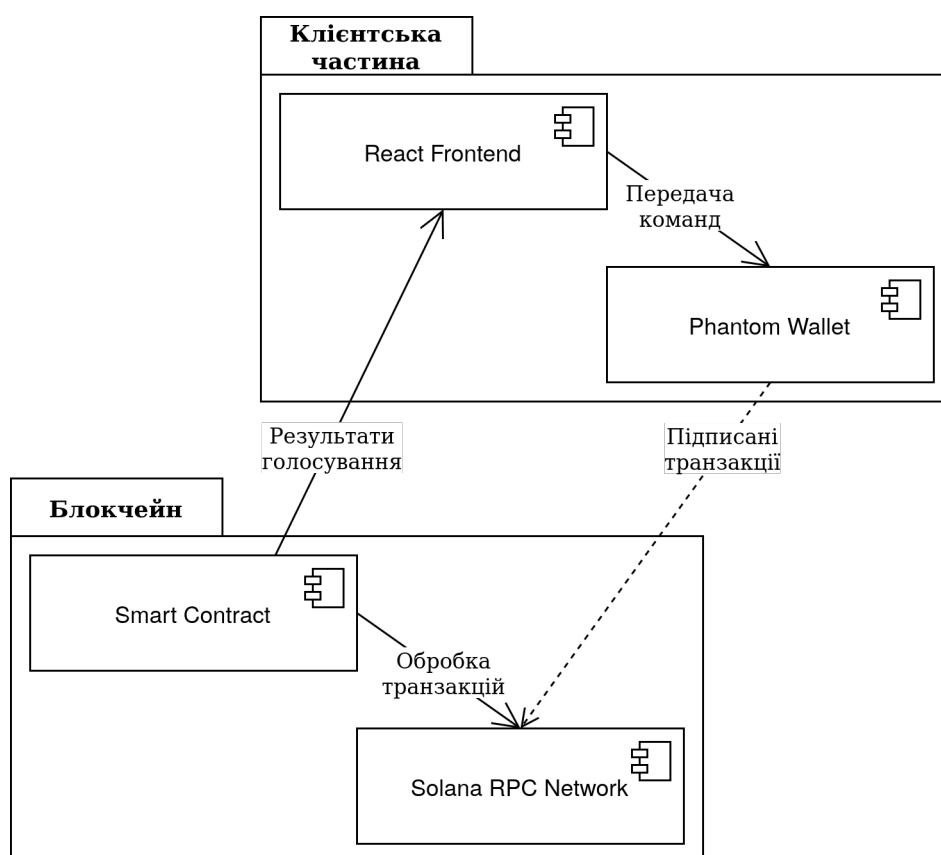 Клієнтська
частина
React Frontend
Передача
команд
Phantom Wallet
Результати
голосування
Підписані
транзакції
Блокчейн
Smart Contract
Обробка
транзакцій
Solana RPC Network